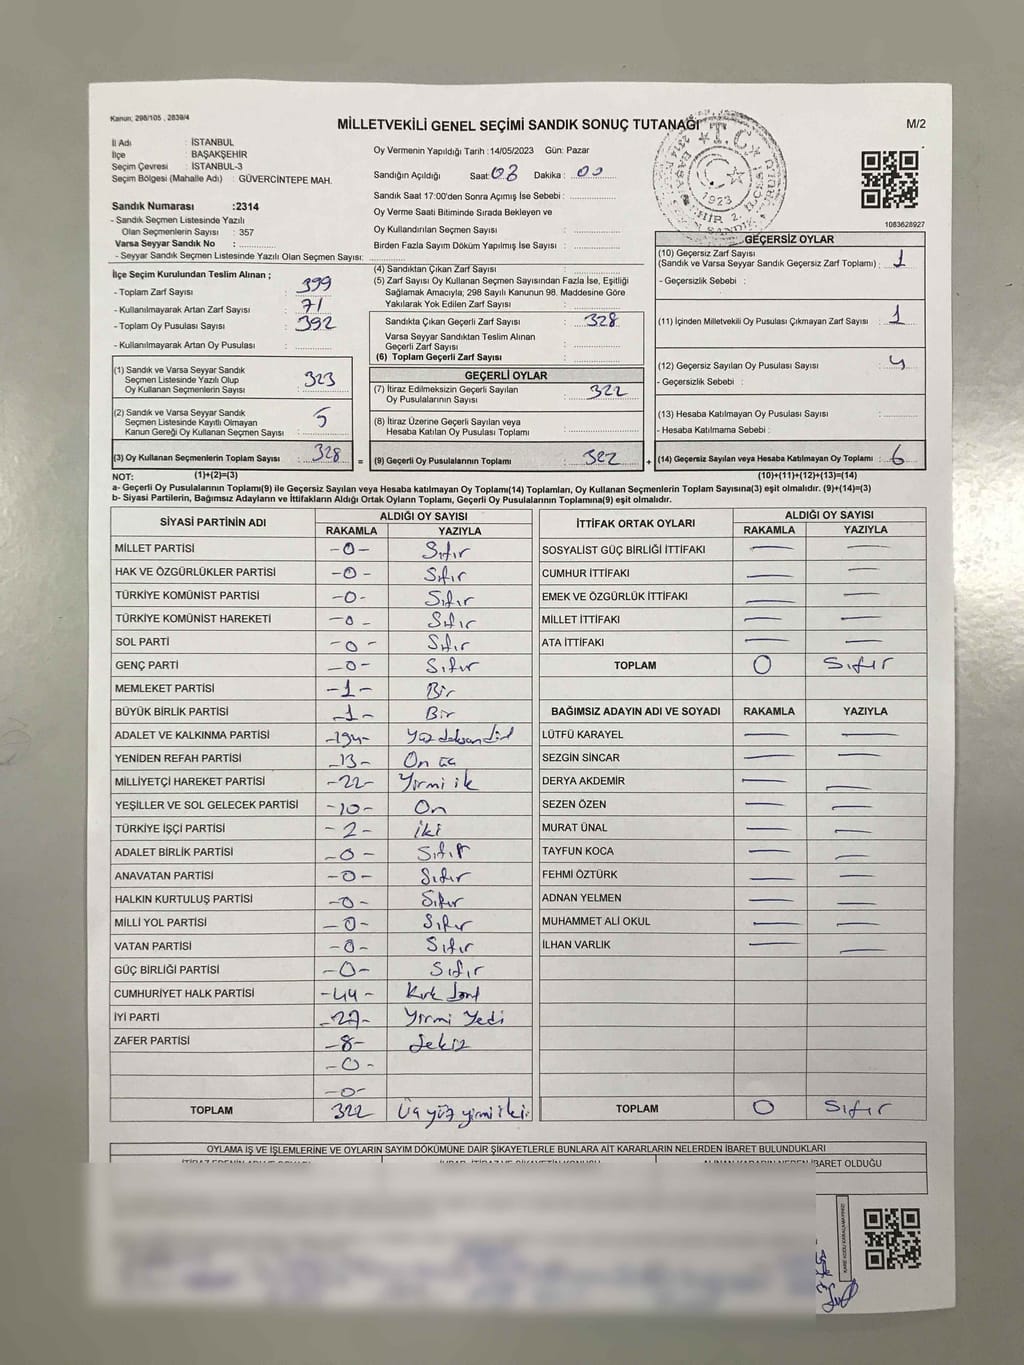 Kanun; 298/105 , 2839/4
MİLLETVEKİLİ GENEL SEÇİMİ SANDIK SONUÇ TUTANAĞI
M/2
İl Adı : İSTANBUL
İlçe : BAŞAKŞEHİR
Seçim Çevresi : İSTANBUL-3
Seçim Bölgesi (Mahalle Adı) : GÜVERCİNTEPE MAH.
Oy Vermenin Yapıldığı Tarih :14/05/2023 Gün: Pazar
Sandığın Açıldığı Saat: 08 Dakika : 00
Sandık Saat 17:00'den Sonra Açımış İse Sebebi :
Oy Verme Saati Bitiminde Sırada Bekleyen ve
Oy Kullandırılan Seçmen Sayısı :
Birden Fazla Sayım Döküm Yapılmış İse Sayısı :
T.C.
1923
1083628927
Sandık Numarası :2314
- Sandık Seçmen Listesinde Yazılı
Olan Seçmenlerin Sayısı : 357
Varsa Seyyar Sandık No :
- Seyyar Sandık Seçmen Listesinde Yazılı Olan Seçmen Sayısı:
İlçe Seçim Kurulundan Teslim Alınan ;
- Toplam Zarf Sayısı : 399
- Kullanılmayarak Artan Zarf Sayısı : 71
- Toplam Oy Pusulası Sayısı : 392
- Kullanılmayarak Artan Oy Pusulası :
(1) Sandık ve Varsa Seyyar Sandık
Seçmen Listesinde Yazılı Olup
Oy Kullanan Seçmenlerin Sayısı : 323
(2) Sandık ve Varsa Seyyar Sandık
Seçmen Listesinde Kayıtlı Olmayan
Kanun Gereği Oy Kullanan Seçmen Sayısı : 5
(3) Oy Kullanan Seçmenlerin Toplam Sayısı : 328
(4) Sandıktan Çıkan Zarf Sayısı :
(5) Zarf Sayısı Oy Kullanan Seçmen Sayısından Fazla İse, Eşitliği
Sağlamak Amacıyla; 298 Sayılı Kanunun 98. Maddesine Göre
Yakılarak Yok Edilen Zarf Sayısı :
Sandıkta Çıkan Geçerli Zarf Sayısı : 328
Varsa Seyyar Sandıktan Teslim Alınan
Geçerli Zarf Sayısı :
(6) Toplam Geçerli Zarf Sayısı :
GEÇERLİ OYLAR
(7) İtiraz Edilmeksizin Geçerli Sayılan
Oy Pusulalarının Sayısı : 322
(8) İtiraz Üzerine Geçerli Sayılan veya
Hesaba Katılan Oy Pusulası Toplamı :
= (9) Geçerli Oy Pusulalarının Toplamı : 322
GEÇERSİZ OYLAR
(10) Geçersiz Zarf Sayısı
(Sandık ve Varsa Seyyar Sandık Geçersiz Zarf Toplamı) : 1
- Geçersizlik Sebebi :
(11) İçinden Milletvekili Oy Pusulası Çıkmayan Zarf Sayısı : 1
(12) Geçersiz Sayılan Oy Pusulası Sayısı : 4
- Geçersizlik Sebebi :
(13) Hesaba Katılmayan Oy Pusulası Sayısı :
- Hesaba Katılmama Sebebi :
+ (14) Geçersiz Sayılan veya Hesaba Katılmayan Oy Toplamı : 6
NOT: (1)+(2)=(3) (10)+(11)+(12)+(13)=(14)
a- Geçerli Oy Pusulalarının Toplamı(9) ile Geçersiz Sayılan veya Hesaba katılmayan Oy Toplamı(14) Toplamları, Oy Kullanan Seçmenlerin Toplam Sayısına(3) eşit olmalıdır. (9)+(14)=(3)
b- Siyasi Partilerin, Bağımsız Adayların ve İttifakların Aldığı Ortak Oyların Toplamı, Geçerli Oy Pusulalarının Toplamına(9) eşit olmalıdır.
SİYASİ PARTİNİN ADI ALDIĞI OY SAYISI
RAKAMLA YAZIYLA
MİLLET PARTİSİ -0- Sıfır
HAK VE ÖZGÜRLÜKLER PARTİSİ -0- Sıfır
TÜRKİYE KOMÜNİST PARTİSİ -0- Sıfır
TÜRKİYE KOMÜNİST HAREKETİ -0- Sıfır
SOL PARTİ -0- Sıfır
GENÇ PARTİ -0- Sıfır
MEMLEKET PARTİSİ -1- Bir
BÜYÜK BİRLİK PARTİSİ -1- Bir
ADALET VE KALKINMA PARTİSİ -194-
YENİDEN REFAH PARTİSİ -13- On üç
MİLLİYETÇİ HAREKET PARTİSİ -22- Yirmi ik
YEŞİLLER VE SOL GELECEK PARTİSİ -10- On
TÜRKİYE İŞÇİ PARTİSİ -2- iki
ADALET BİRLİK PARTİSİ -0- Sıfır
ANAVATAN PARTİSİ -0- Sıfır
HALKIN KURTULUŞ PARTİSİ -0- Sıfır
MİLLİ YOL PARTİSİ -0- Sıfır
VATAN PARTİSİ -0- Sıfır
GÜÇ BİRLİĞİ PARTİSİ -0- Sıfır
CUMHURİYET HALK PARTİSİ -44- Kırk dört
İYİ PARTİ -27- Yirmi Yedi
ZAFER PARTİSİ -8- Sekiz
-0-
-0-
TOPLAM 322 Üç yüz yirmi iki
İTTİFAK ORTAK OYLARI ALDIĞI OY SAYISI
RAKAMLA YAZIYLA
SOSYALİST GÜÇ BİRLİĞİ İTTİFAKI
CUMHUR İTTİFAKI
EMEK VE ÖZGÜRLÜK İTTİFAKI
MİLLET İTTİFAKI
ATA İTTİFAKI
TOPLAM 0 Sıfır
BAĞIMSIZ ADAYIN ADI VE SOYADI RAKAMLA YAZIYLA
LÜTFÜ KARAYEL
SEZGİN SİNCAR
DERYA AKDEMİR
SEZEN ÖZEN
MURAT ÜNAL
TAYFUN KOCA
FEHMİ ÖZTÜRK
ADNAN YELMEN
MUHAMMET ALİ OKUL
İLHAN VARLIK
TOPLAM 0 Sıfır
OYLAMA İŞ VE İŞLEMLERİNE VE OYLARIN SAYIM DÖKÜMÜNE DAİR ŞİKAYETLERLE BUNLARA AİT KARARLARIN NELERDEN İBARET BULUNDUKLARI
İBARET OLDUĞU